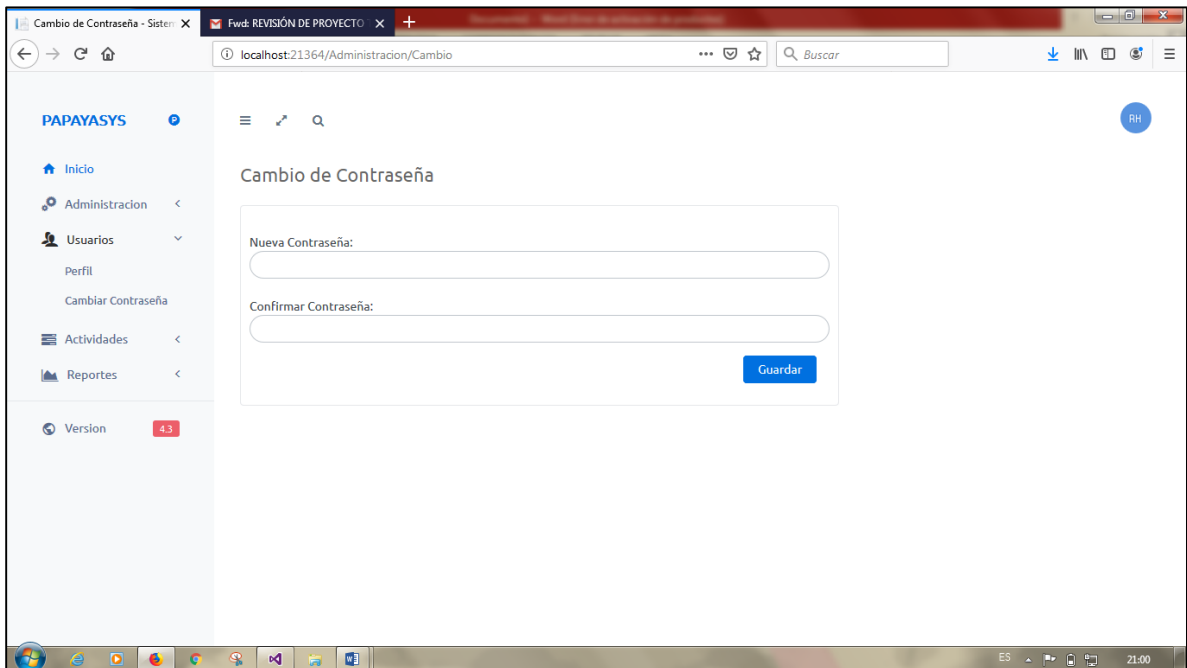 Cambio de Contraseña - Sistem
Fwd: REVISIÓN DE PROYECTO T
localhost:21364/Administracion/Cambio
Buscar
PAPAYASYS P
RH
Inicio
Cambio de Contraseña
Administracion
Usuarios
Nueva Contraseña:
Perfil
Cambiar Contraseña
Confirmar Contraseña:
Actividades
Reportes
Guardar
Version 4.3
ES 21:00